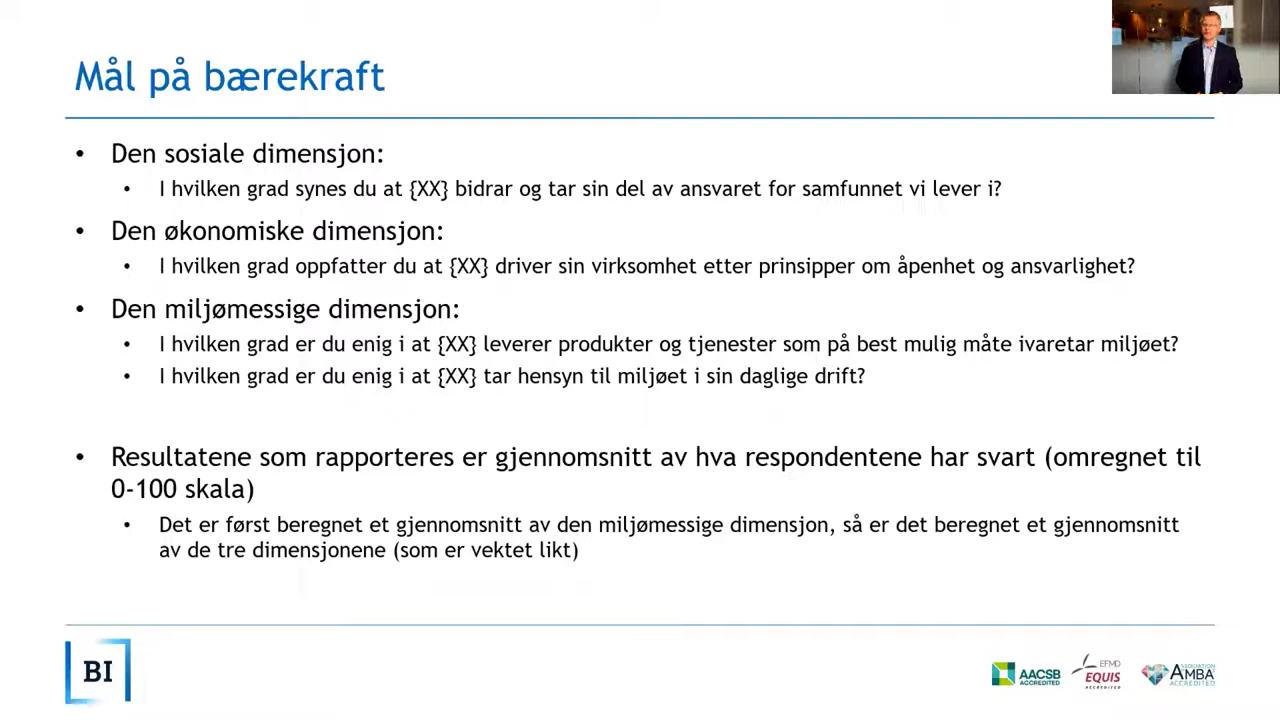 Mål på bærekraft
• Den sosiale dimensjon:
• I hvilken grad synes du at {XX} bidrar og tar sin del av ansvaret for samfunnet vi lever i?
• Den økonomiske dimensjon:
• I hvilken grad oppfatter du at {XX} driver sin virksomhet etter prinsipper om åpenhet og ansvarlighet?
• Den miljømessige dimensjon:
• I hvilken grad er du enig i at {XX} leverer produkter og tjenester som på best mulig måte ivaretar miljøet?
• I hvilken grad er du enig i at {XX} tar hensyn til miljøet i sin daglige drift?
• Resultatene som rapporteres er gjennomsnitt av hva respondentene har svart (omregnet til
0-100 skala)
• Det er først beregnet et gjennomsnitt av den miljømessige dimensjon, så er det beregnet et gjennomsnitt
av de tre dimensjonene (som er vektet likt)
BI
AACSB
ACCREDITED
EFMD
EQUIS
ACCREDITED
ASSOCIATION
AMBA
ACCREDITED